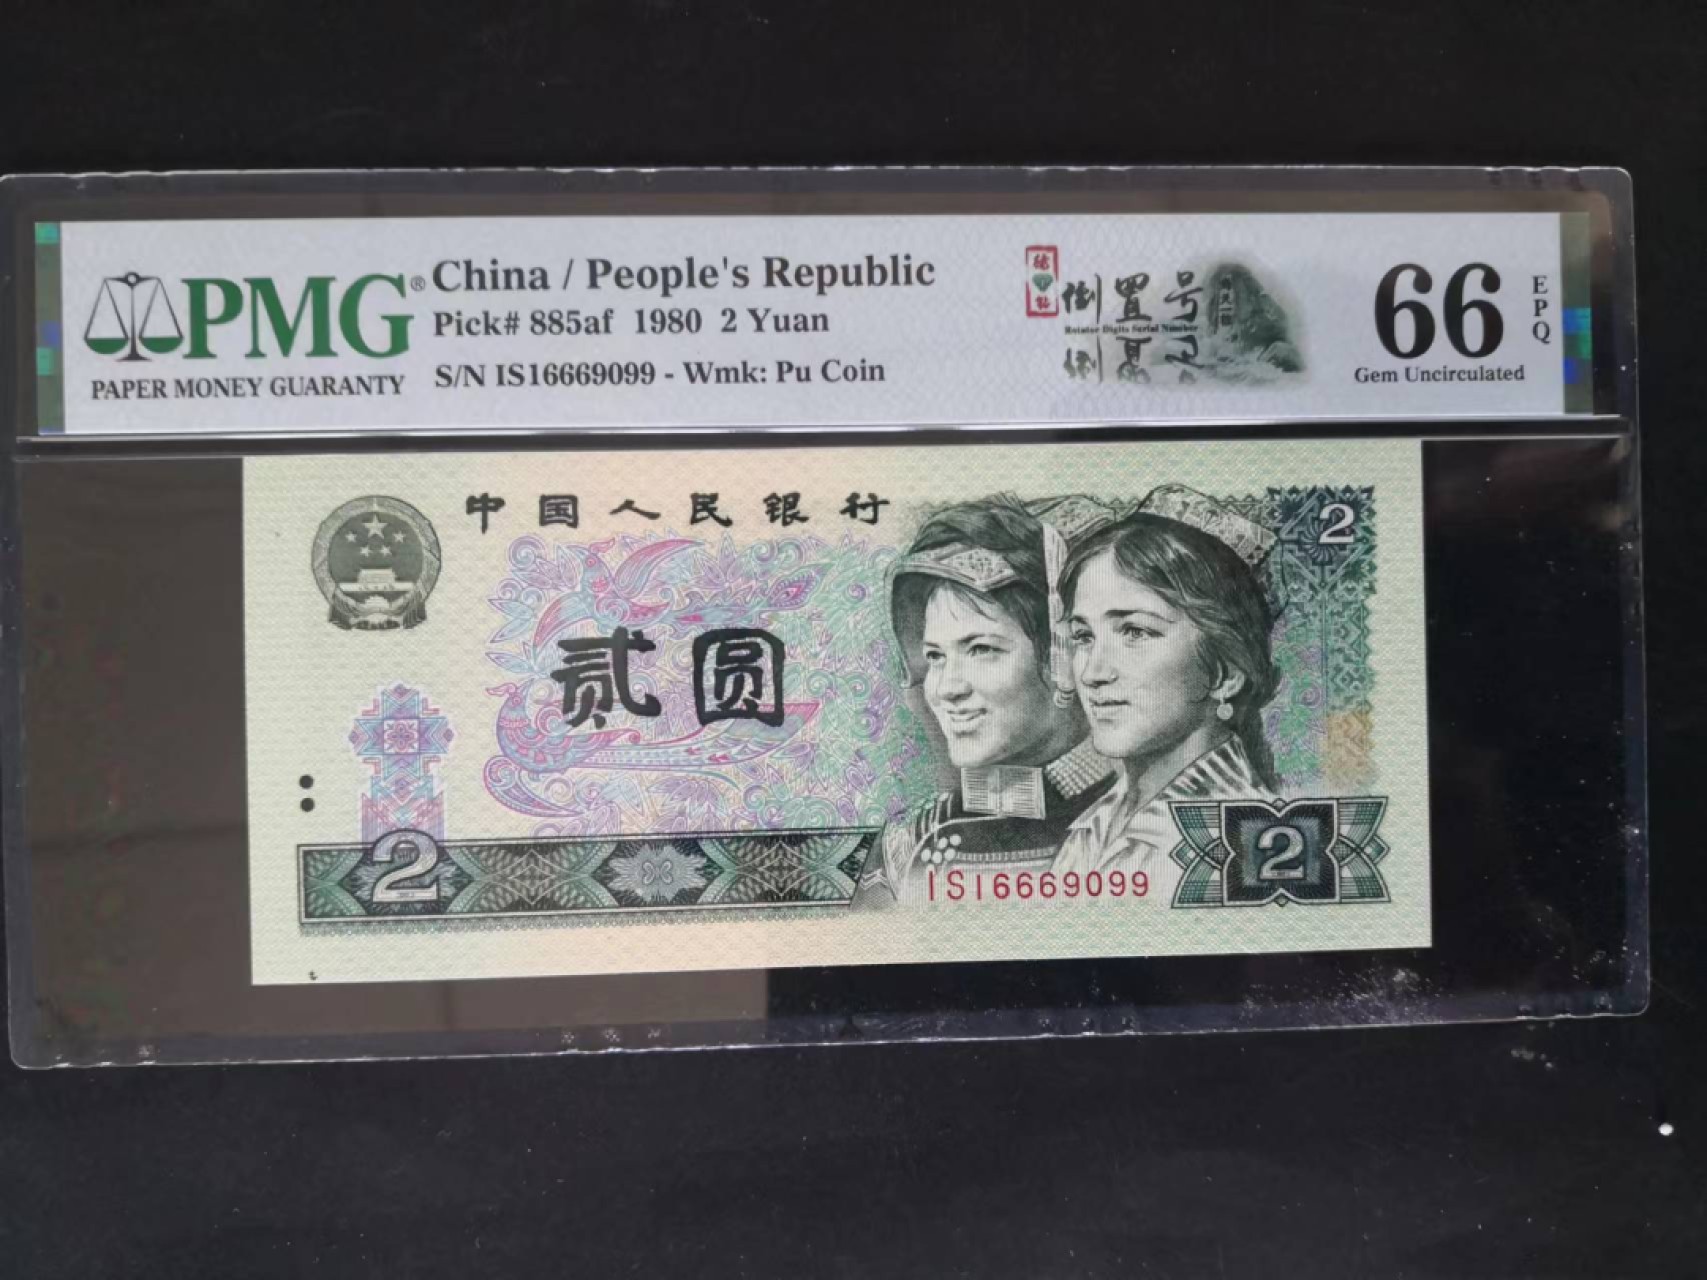 PMG®
PAPER MONEY GUARANTY
China / People's Republic
Pick# 885af 1980 2 Yuan
S/N IS16669099 - Wmk: Pu Coin
倒置号
Rotator Digits Serial Number
66
EPQ
Gem Uncirculated
中国人民银行
2
贰圆
2
IS16669099
2